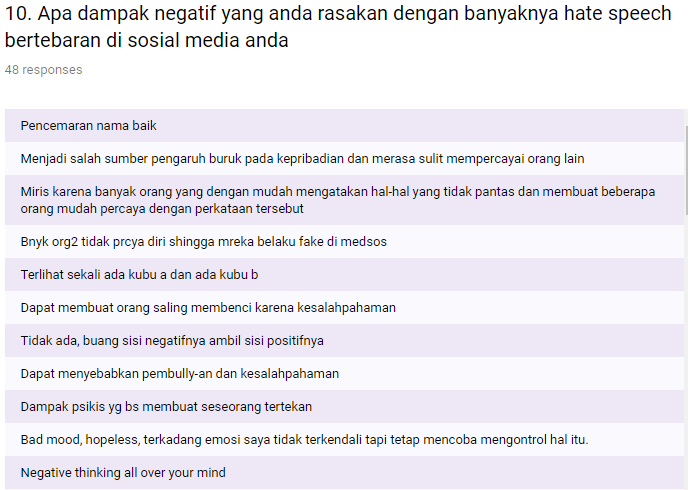 10. Apa dampak negatif yang anda rasakan dengan banyaknya hate speech
bertebaran di sosial media anda
48 responses
Pencemaran nama baik
Menjadi salah sumber pengaruh buruk pada kepribadian dan merasa sulit mempercayai orang lain
Miris karena banyak orang yang dengan mudah mengatakan hal-hal yang tidak pantas dan membuat beberapa
orang mudah percaya dengan perkataan tersebut
Bnyk org2 tidak prcya diri shingga mreka belaku fake di medsos
Terlihat sekali ada kubu a dan ada kubu b
Dapat membuat orang saling membenci karena kesalahpahaman
Tidak ada, buang sisi negatifnya ambil sisi positifnya
Dapat menyebabkan pembully-an dan kesalahpahaman
Dampak psikis yg bs membuat seseorang tertekan
Bad mood, hopeless, terkadang emosi saya tidak terkendali tapi tetap mencoba mengontrol hal itu.
Negative thinking all over your mind